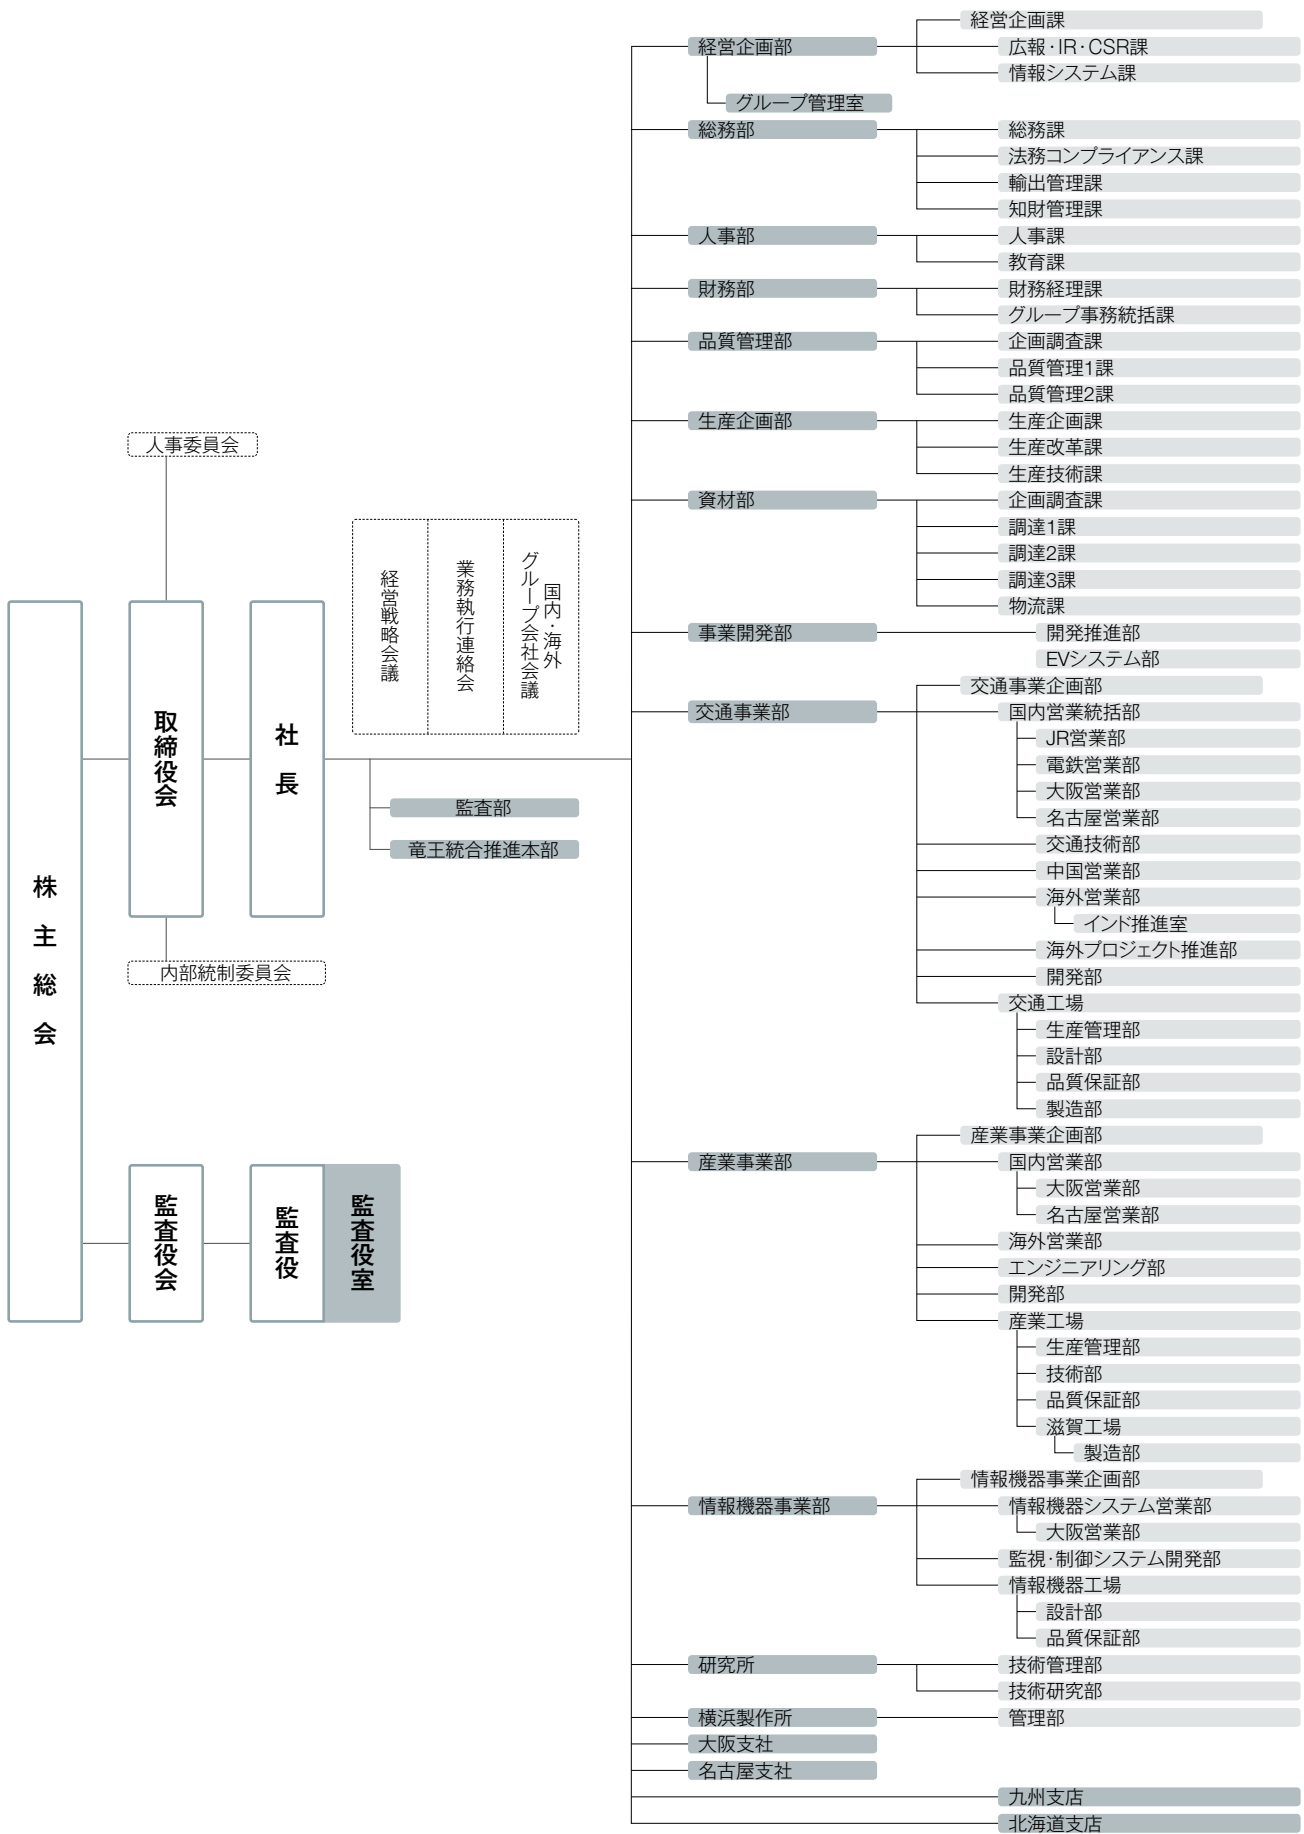 株主総会
人事委員会
取締役会
内部統制委員会
社長
経営戦略会議
業務執行連絡会
国内・海外
グループ会社会議
監査部
竜王統合推進本部
監査役会
監査役
監査役室
経営企画部
経営企画課
広報・IR・CSR課
情報システム課
グループ管理室
総務部
総務課
法務コンプライアンス課
輸出管理課
知財管理課
人事部
人事課
教育課
財務部
財務経理課
グループ事務統括課
品質管理部
企画調査課
品質管理1課
品質管理2課
生産企画部
生産企画課
生産改革課
生産技術課
資材部
企画調査課
調達1課
調達2課
調達3課
物流課
事業開発部
開発推進部
EVシステム部
交通事業部
交通事業企画部
国内営業統括部
JR営業部
電鉄営業部
大阪営業部
名古屋営業部
交通技術部
中国営業部
海外営業部
インド推進室
海外プロジェクト推進部
開発部
交通工場
生産管理部
設計部
品質保証部
製造部
産業事業部
産業事業企画部
国内営業部
大阪営業部
名古屋営業部
海外営業部
エンジニアリング部
開発部
産業工場
生産管理部
技術部
品質保証部
滋賀工場
製造部
情報機器事業部
情報機器事業企画部
情報機器システム営業部
大阪営業部
監視・制御システム開発部
情報機器工場
設計部
品質保証部
研究所
技術管理部
技術研究部
横浜製作所
管理部
大阪支社
名古屋支社
九州支店
北海道支店